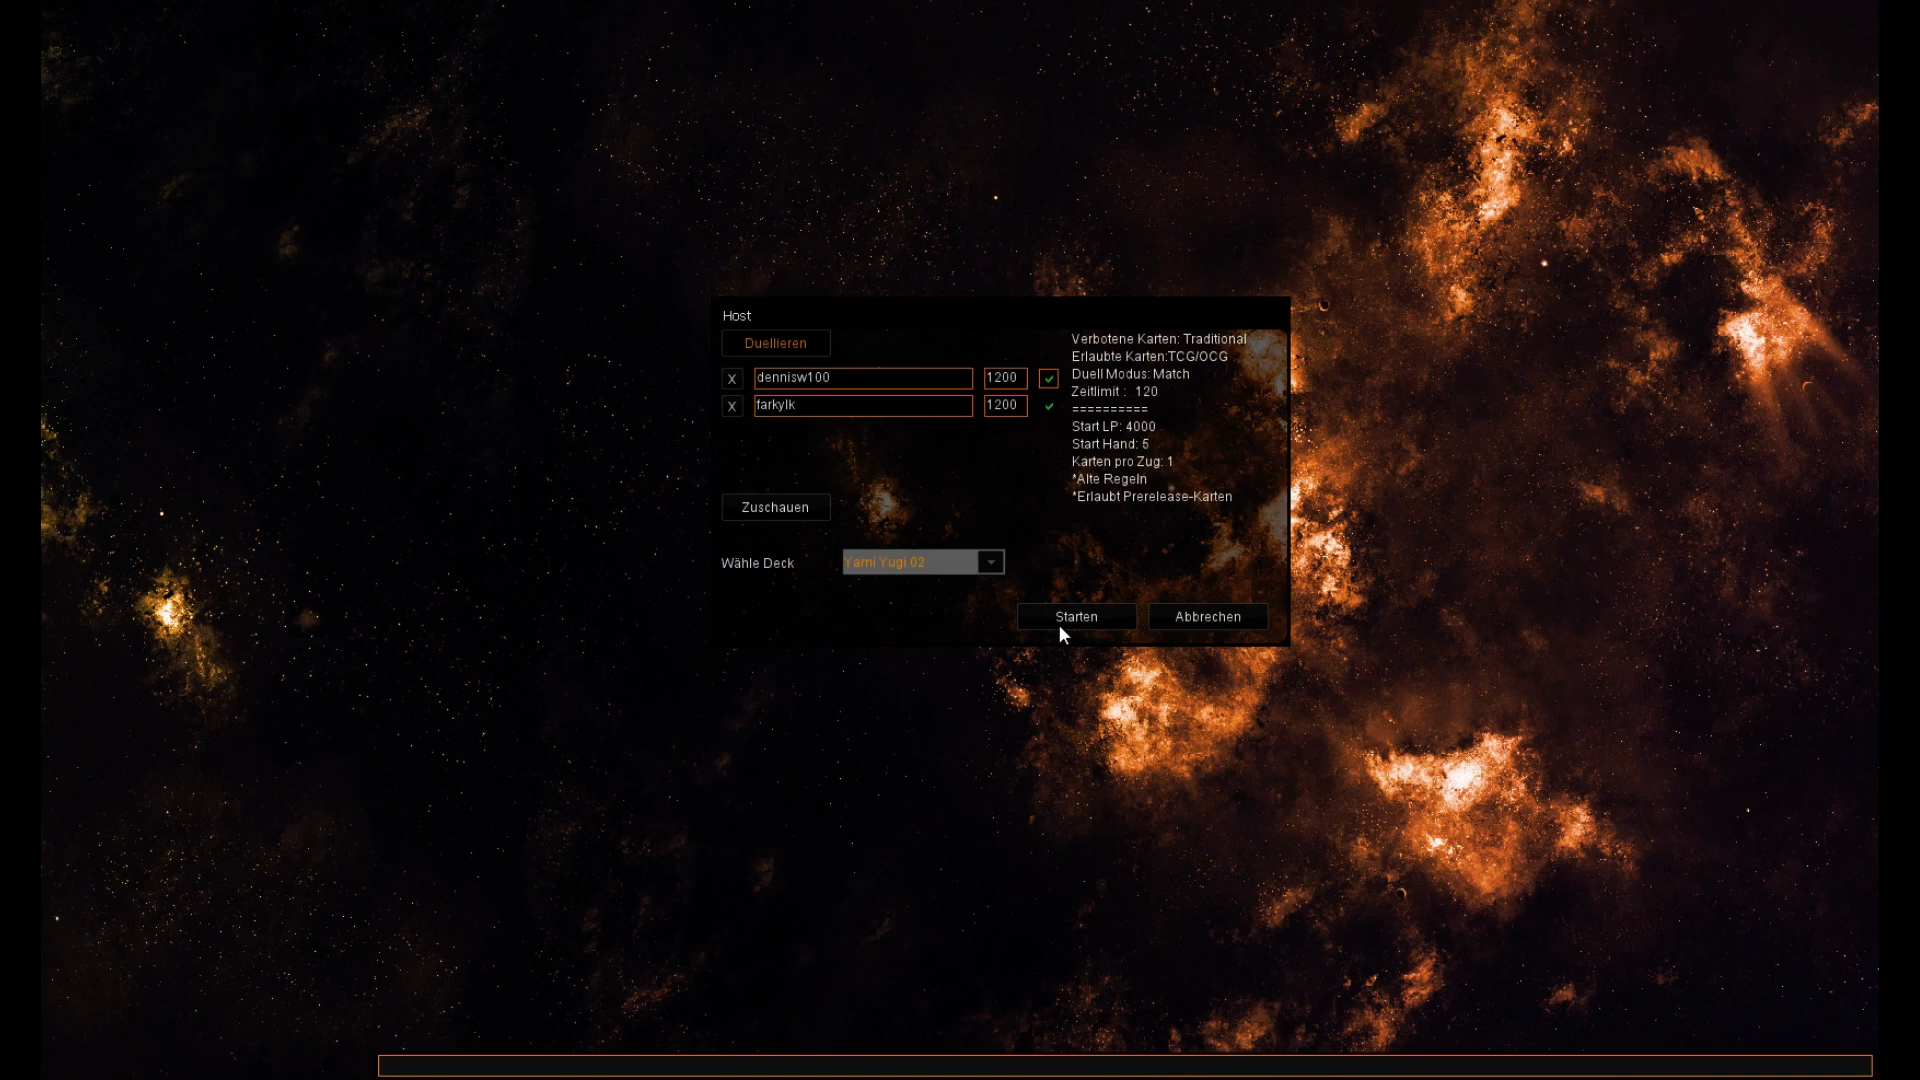 Host
Duellieren
X dennisw100 1200
X farkylk 1200
Zuschauen
Wähle Deck Yami Yugi 02
Verbotene Karten: Traditional
Erlaubte Karten:TCG/OCG
Duell Modus: Match
Zeitlimit : 120
==========
Start LP: 4000
Start Hand: 5
Karten pro Zug: 1
*Alte Regeln
*Erlaubt Prerelease-Karten
Starten Abbrechen